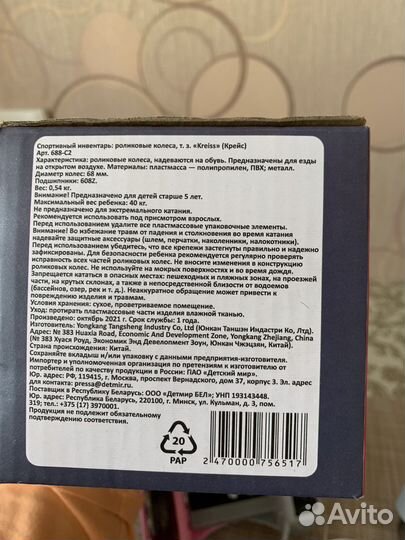 Спортивный инвентарь: роликовые колеса, т. з. «Kreiss» (Крейс)
Арт. 688-C2
Характеристика: роликовые колеса, надеваются на обувь. Предназначены для езды
на открытом воздухе. Материалы: пластмасса – полипропилен, ПВХ; металл.
Диаметр колес: 68 мм.
Подшипники: 608Z.
Вес: 0,54 кг.
Внимание! Предназначено для детей старше 5 лет.
Максимальный вес ребенка: 40 кг.
Не предназначено для экстремального катания.
Рекомендуется использовать под присмотром взрослых.
Перед использованием удалите все пластмассовые упаковочные элементы.
Внимание! Во избежание травм от падения и столкновения во время катания
надевайте защитные аксессуары (шлем, перчатки, наколенники, налокотники).
Перед использованием убедитесь, что все крепежи застегнуты правильно и надежно
зафиксированы. Для безопасности ребенка рекомендуется регулярно проверять
исправность роликовых колес. Не вносите изменения в конструкцию
роликовых колес. Не используйте на мокрых поверхностях и во время дождя.
Запрещается кататься в опасных местах: пешеходных и пляжных зонах, на проезжей
части, на крутых склонах, а также в непосредственной близости от водоемов
(бассейнов, озер, рек и т. д.). Неаккуратное обращение может привести к
повреждению изделия и травмам.
Условия хранения: сухое, проветриваемое помещение.
Уход: протирать пластмассовые части изделия влажной тканью.
Произведено: октябрь 2021 г. Срок службы: 1 года.
Изготовитель: Yongkang Tangsheng Industry Co, Ltd (Юнкан Таншэн Индастри Ко, Лтд).
Адрес: № 383 Huaxia Road, Economic And Development Zone, Yongkang Zhejiang, China
(№ 383 Хуася Роуд, Экономик Энд Девелопмент Зоун, Юнкан Чжэцзян, Китай).
Страна изготовления: Китай.
Сохраняйте вкладыш и/или упаковку с данными предприятия-изготовителя.
Импортер и уполномоченная организация по претензиям к изготовлению и
качеству продукции в России: ПАО «Детский мир».
Юр. адрес: РФ, 119415, г. Москва, проспект Вернадского, дом 37, корпус 3. Эл. адрес
для претензий: pressa@detmir.ru
Поставщик в Республику Беларусь: ООО «Детмир БЕЛ»; УНП 193143448.
Юр. адрес: Республика Беларусь, 220100, г. Минск, ул. Кульман, д. 3, пом.
319; тел.: +375 (17) 3970001.
Продукция не подлежит обязательному
подтверждению соответствия.
20
PAP
2 470000 756517
Avito